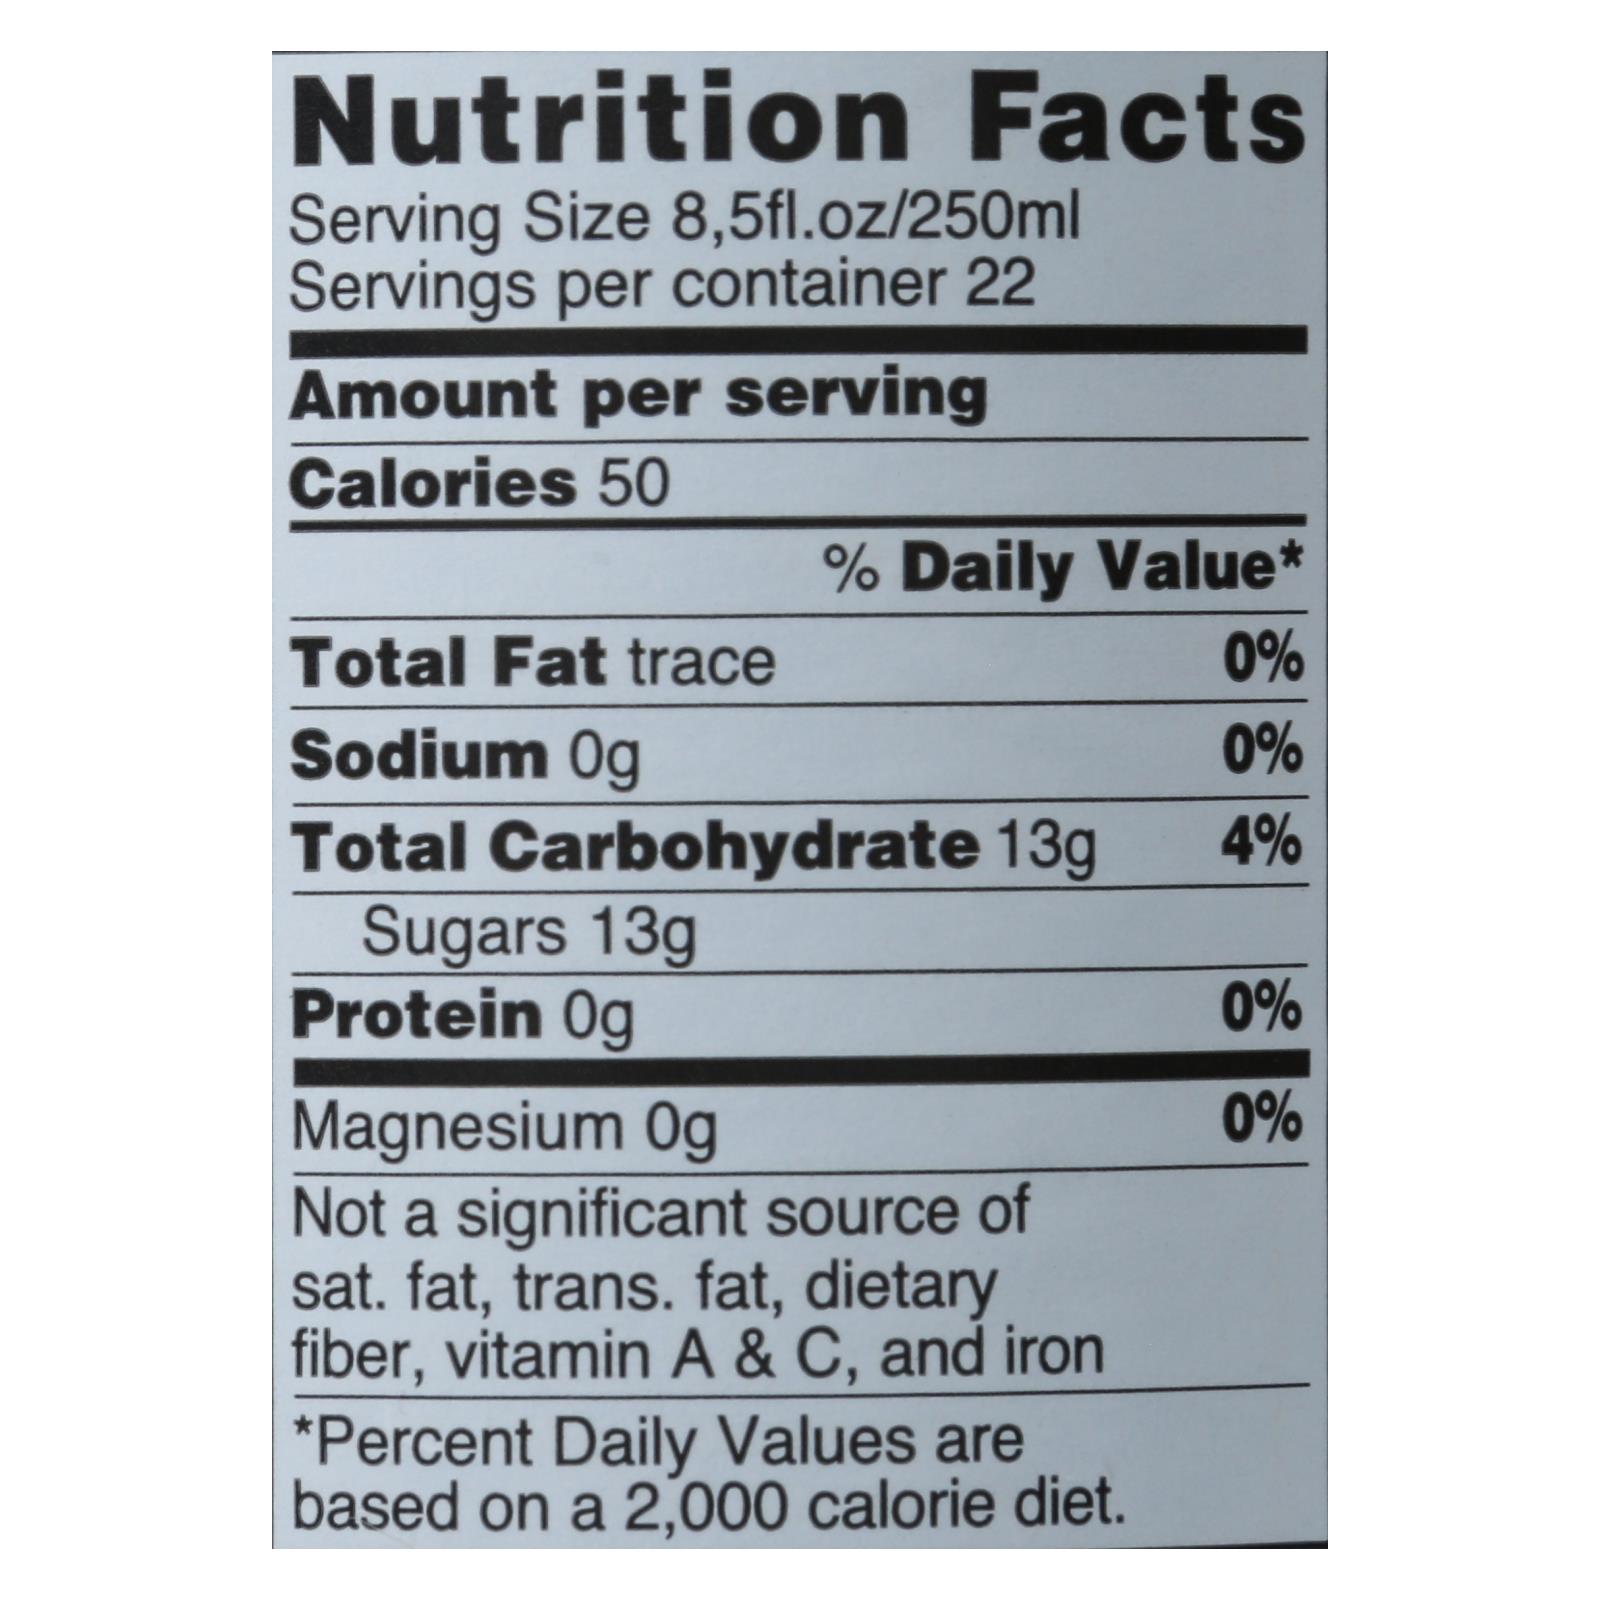 Nutrition Facts
Serving Size 8,5fl.oz/250ml
Servings per container 22
Amount per serving
Calories 50
% Daily Value*
Total Fat trace 0%
Sodium 0g 0%
Total Carbohydrate 13g 4%
Sugars 13g
Protein 0g 0%
Magnesium 0g 0%
Not a significant source of
sat. fat, trans. fat, dietary
fiber, vitamin A & C, and iron
*Percent Daily Values are
based on a 2,000 calorie diet.